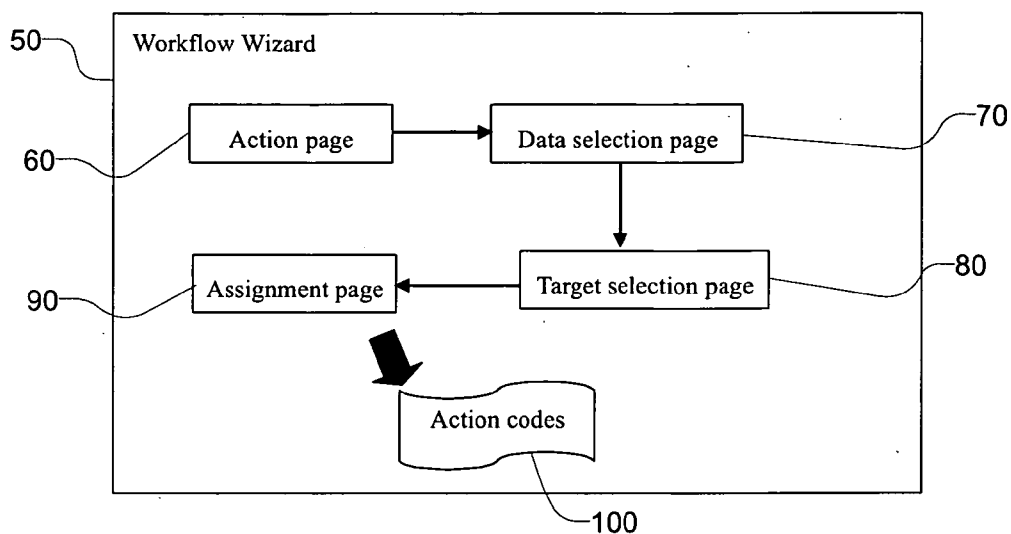 50
Workflow Wizard
Action page
Data selection page
70
60
Assignment page
Target selection page
80
90
Action codes
100